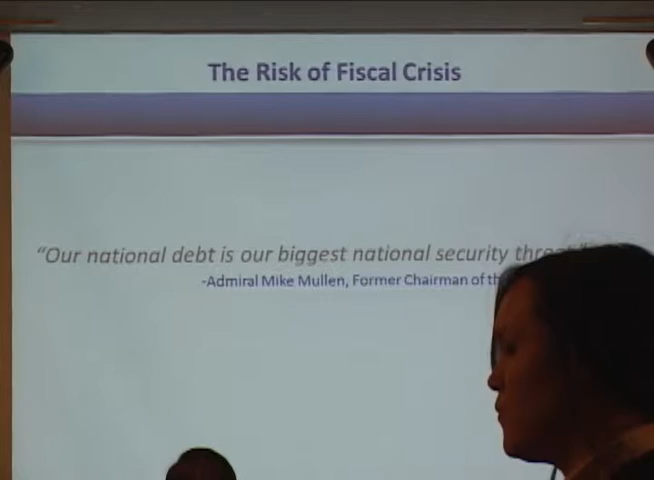 The Risk of Fiscal Crisis
“Our national debt is our biggest national security threat”
-Admiral Mike Mullen, Former Chairman of